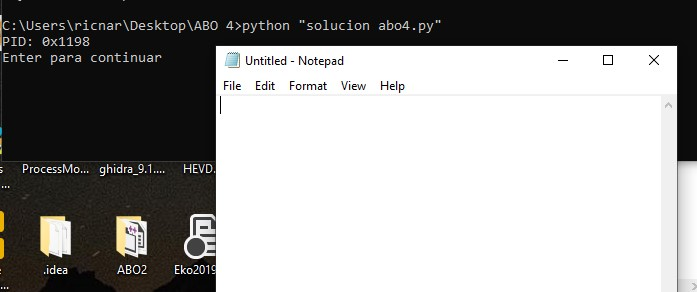 C:\Users\ricnar\Desktop\ABO 4>python "solucion abo4.py"
PID: 0x1198
Enter para continuar
Untitled - Notepad
File Edit Format View Help
ProcessMo...
ghidra_9.1....
HEVD.
s
...
.idea
ABO2
Eko2019
e
...